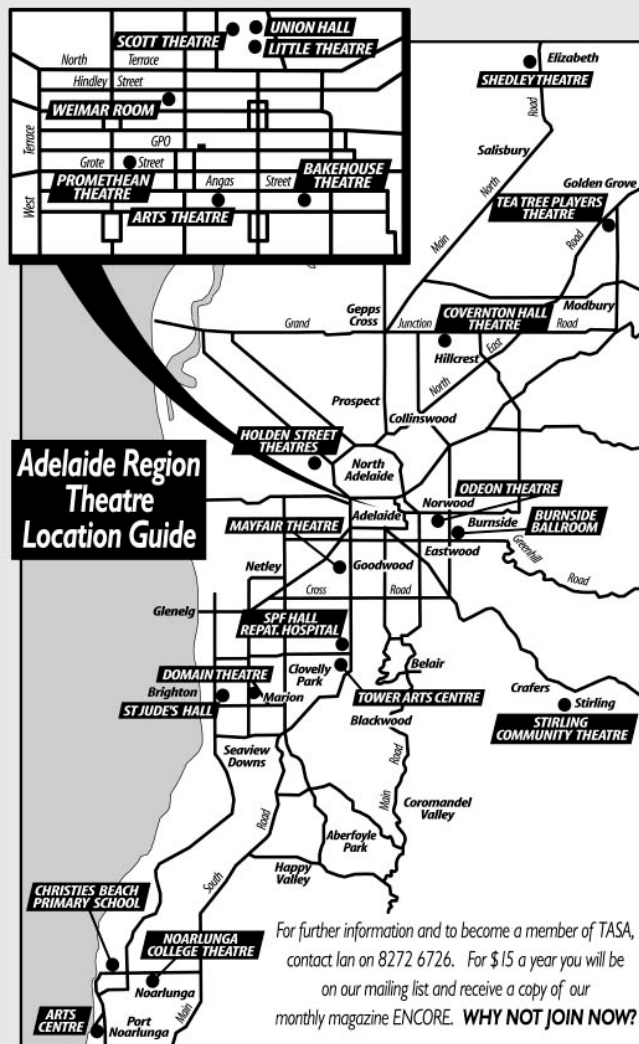 SCOTT THEATRE
UNION HALL
LITTLE THEATRE
North Terrace
Hindley Street
WEIMAR ROOM
Terrace
West
GPO
Grote Street
PROMETHEAN
THEATRE
Angas Street
BAKEHOUSE
THEATRE
ARTS THEATRE
Elizabeth
SHEDLEY THEATRE
Road
Salisbury
North
Main
Golden Grove
TEA TREE PLAYERS
THEATRE
Road
Modbury
Gepps
Cross
Grand Junction Road
COVERNTON HALL
THEATRE
Hillcrest
East
North
Prospect
Collinswood
HOLDEN STREET
THEATRES
North
Adelaide
Adelaide Region
Theatre
Location Guide
ODEON THEATRE
Norwood
Adelaide
Burnside
BURNSIDE
BALLROOM
MAYFAIR THEATRE
Eastwood
Greenhill
Road
Netley
Goodwood
Cross Road
Glenelg
SPF HALL
REPAT. HOSPITAL
DOMAIN THEATRE
Clovelly
Park
Belair
Brighton
Marion
TOWER ARTS CENTRE
Crafers
Stirling
ST JUDE'S HALL
Blackwood
STIRLING
COMMUNITY THEATRE
Seaview
Downs
Road
Main
Coromandel
Valley
Road
South
Main
Aberfoyle
Park
Happy
Valley
CHRISTIES BEACH
PRIMARY SCHOOL
NOARLUNGA
COLLEGE THEATRE
Noarlunga
ARTS
CENTRE
Port
Noarlunga
For further information and to become a member of TASA,
contact Ian on 8272 6726. For $15 a year you will be
on our mailing list and receive a copy of our
monthly magazine ENCORE. WHY NOT JOIN NOW?